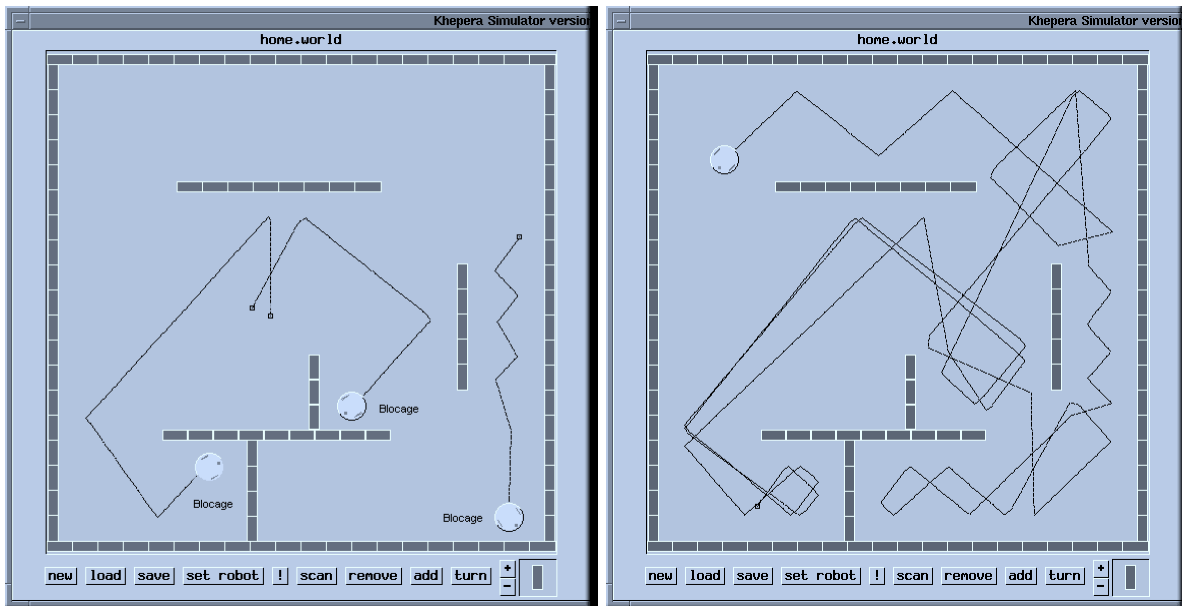 Khepera Simulator version
home.world
Blocage
Blocage
Blocage
new load save set robot ! scan remove add turn + -
Khepera Simulator version
home.world
new load save set robot ! scan remove add turn + -